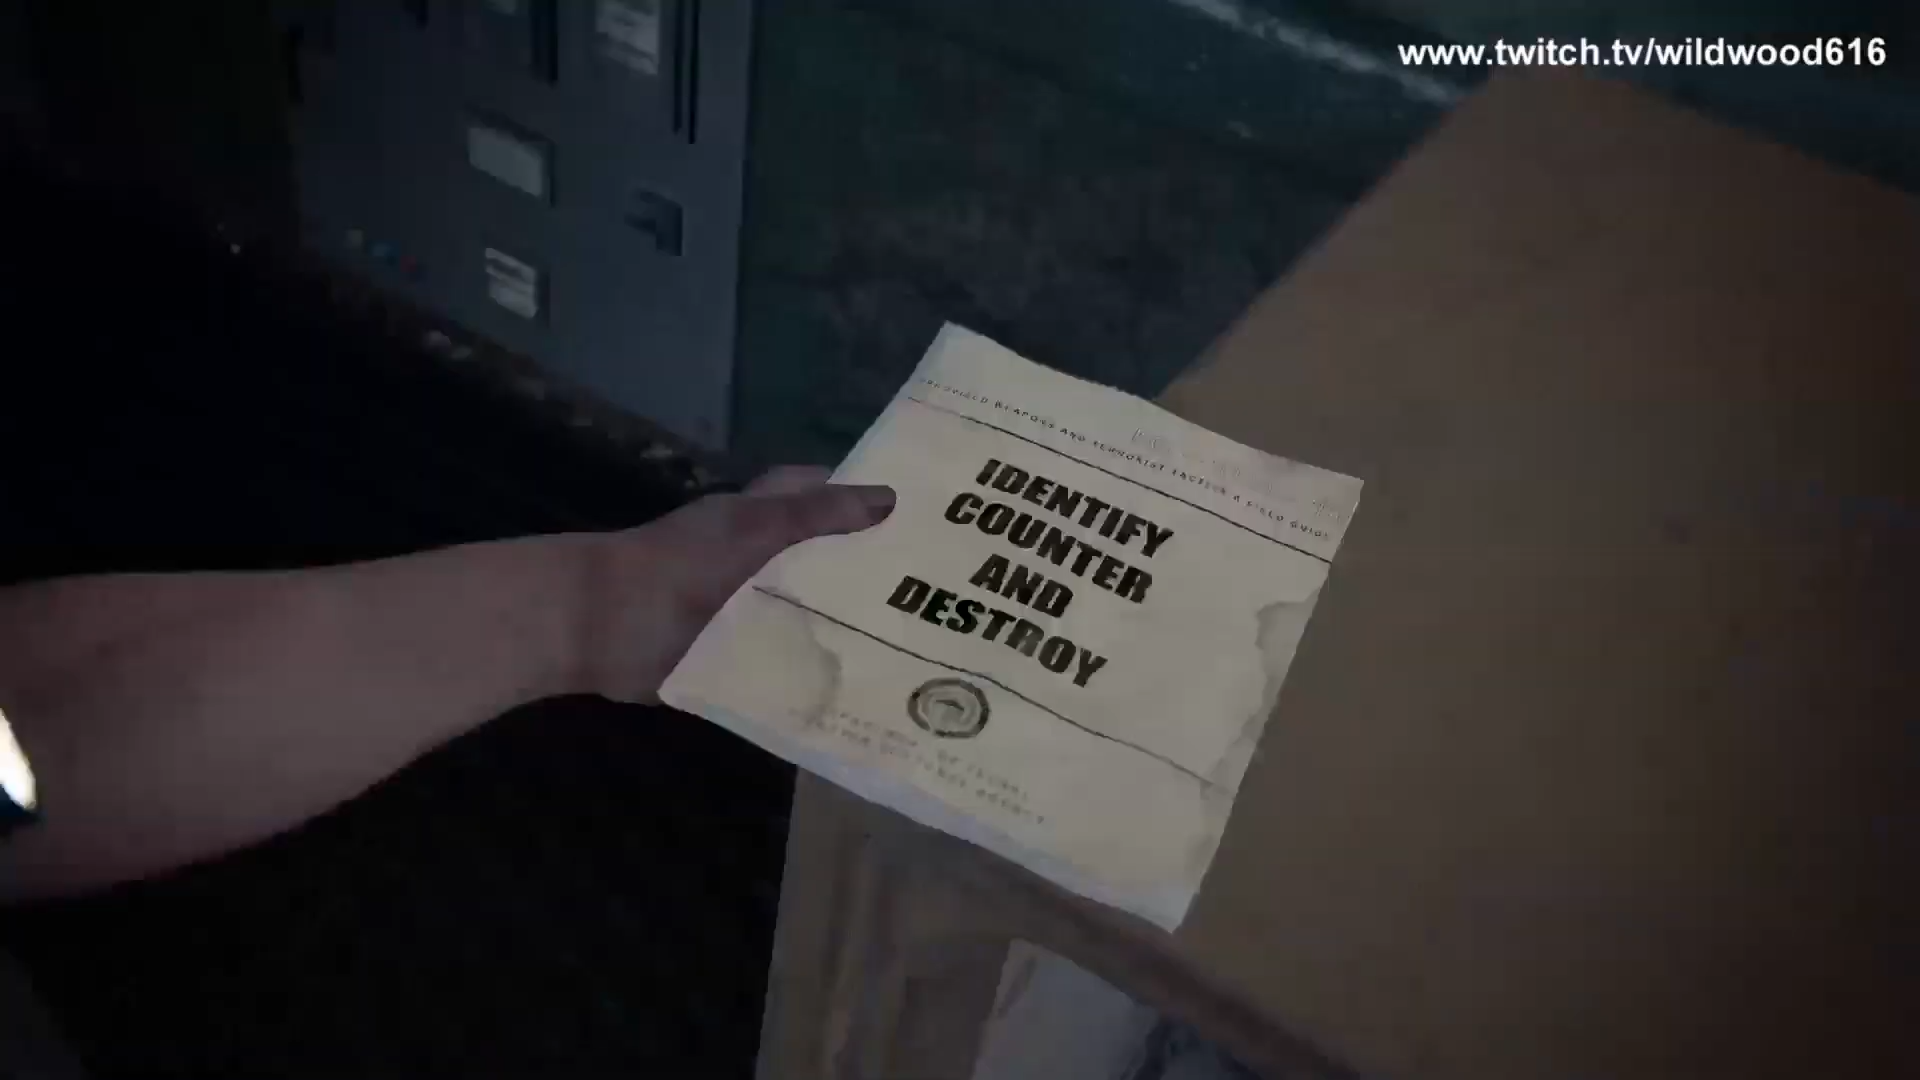 www.twitch.tv/wildwood616
IMPROVISED WEAPONS AND TERRORIST TACTICS A FIELD GUIDE
IDENTIFY
COUNTER
AND
DESTROY